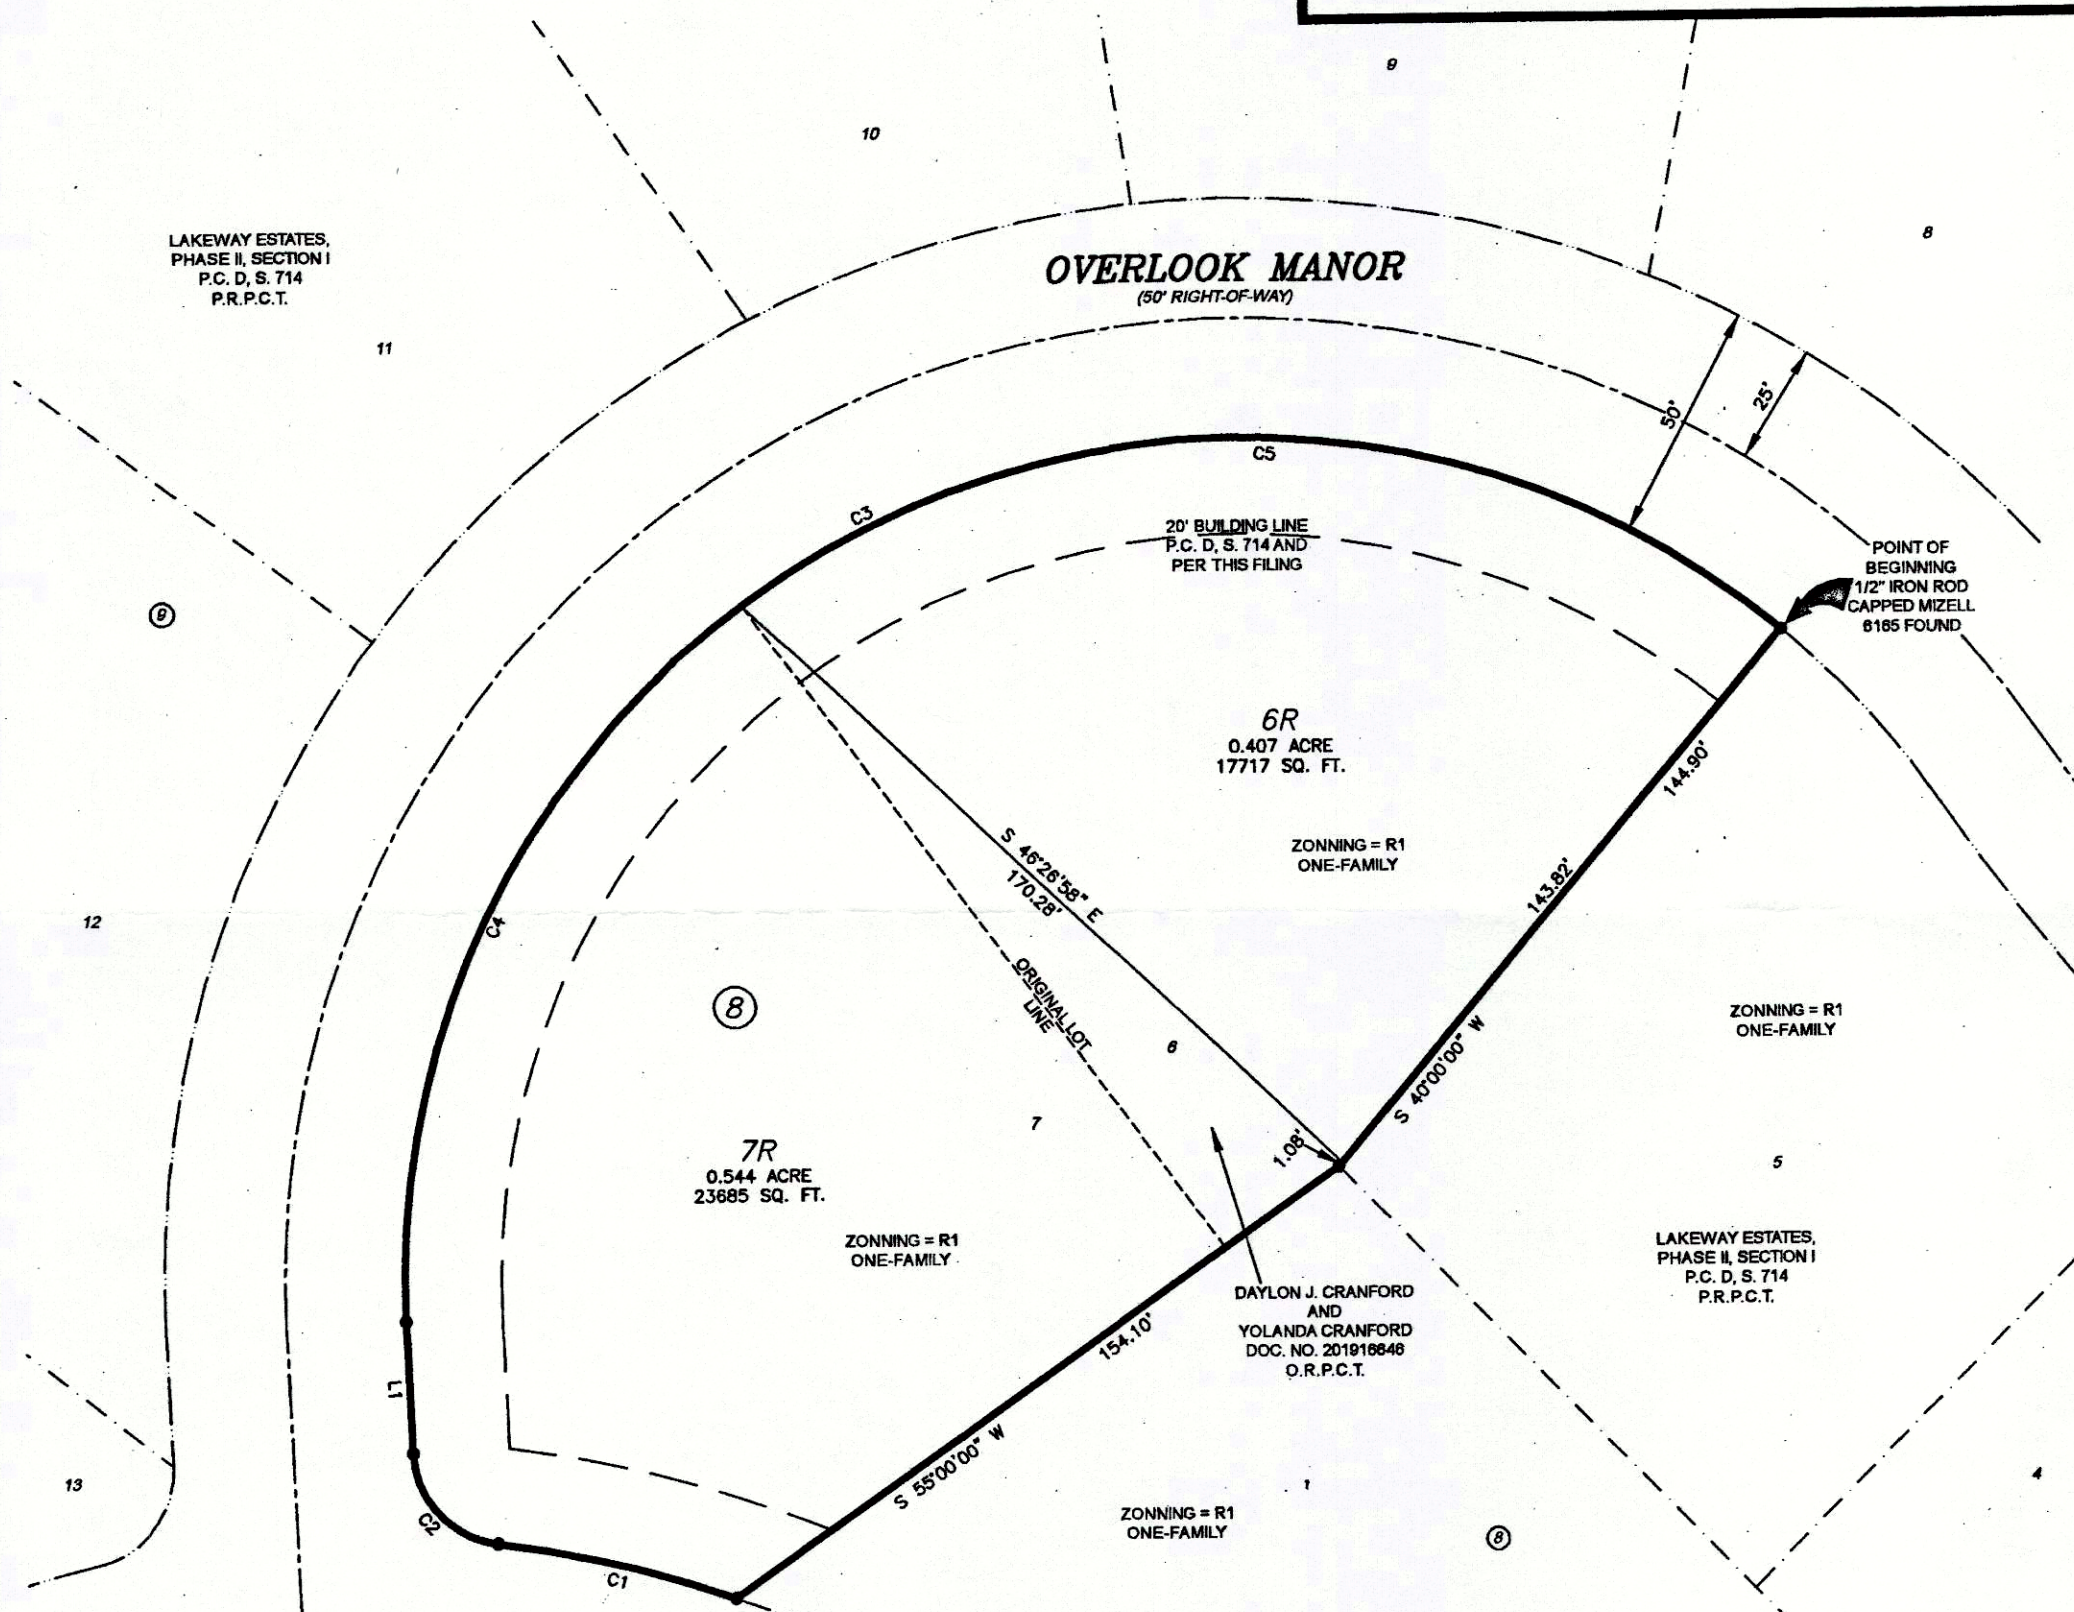 9
10
8
LAKEWAY ESTATES,
PHASE II, SECTION I
P.C. D, S. 714
P.R.P.C.T.
OVERLOOK MANOR
(50' RIGHT-OF-WAY)
11
50'
25'
C5
C3
20' BUILDING LINE
P.C. D, S. 714 AND
PER THIS FILING
POINT OF
BEGINNING
1/2" IRON ROD
CAPPED MIZELL
6165 FOUND
9
6R
0.407 ACRE
17717 SQ. FT.
144.90'
ZONNING = R1
ONE-FAMILY
S 46°26'58" E
170.28'
143.82'
12
C4
8
ORIGINAL LOT
LINE
6
S 40°00'00" W
ZONNING = R1
ONE-FAMILY
7
7R
0.544 ACRE
23685 SQ. FT.
1.08'
5
ZONNING = R1
ONE-FAMILY
LAKEWAY ESTATES,
PHASE II, SECTION I
P.C. D, S. 714
P.R.P.C.T.
DAYLON J. CRANFORD
AND
YOLANDA CRANFORD
DOC. NO. 201916646
O.R.P.C.T.
154.10'
L1
S 55°00'00" W
13
1
4
C2
ZONNING = R1
ONE-FAMILY
8
C1